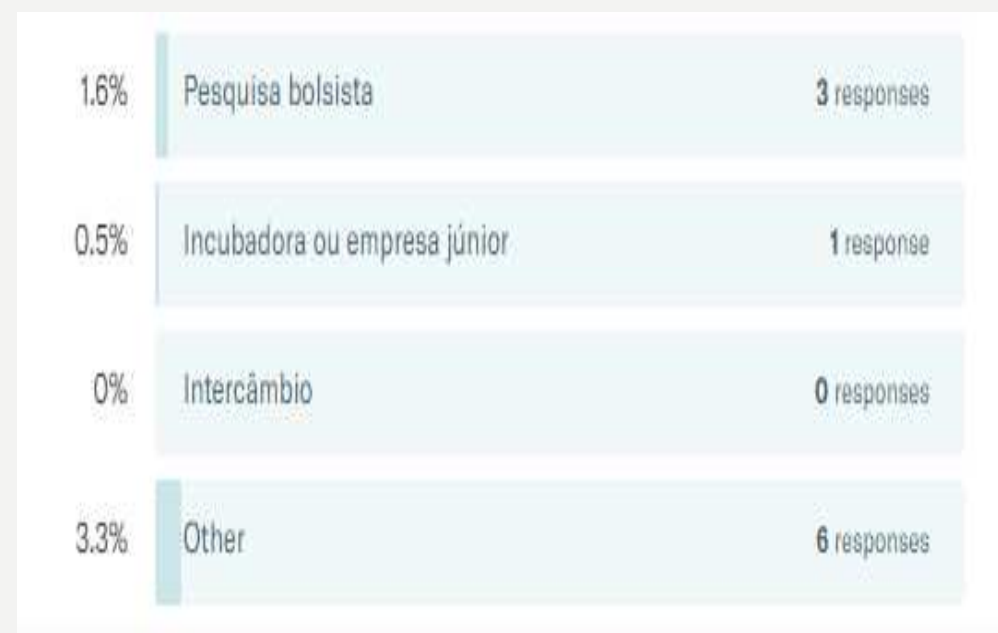 1.6% Pesquisa bolsista 3 responses
0.5% Incubadora ou empresa júnior 1 response
0% Intercâmbio 0 responses
3.3% Other 6 responses